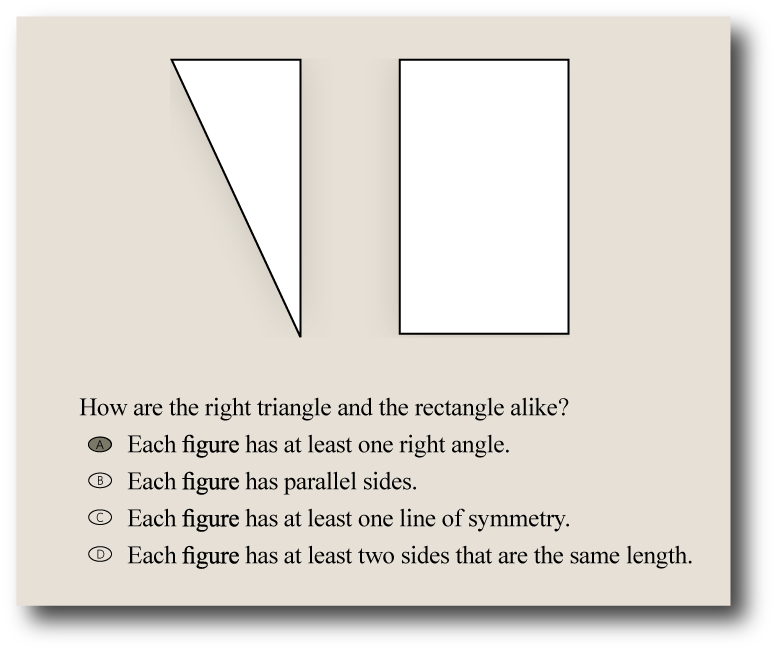 How are the right triangle and the rectangle alike?
A Each figure has at least one right angle.
B Each figure has parallel sides.
C Each figure has at least one line of symmetry.
D Each figure has at least two sides that are the same length.